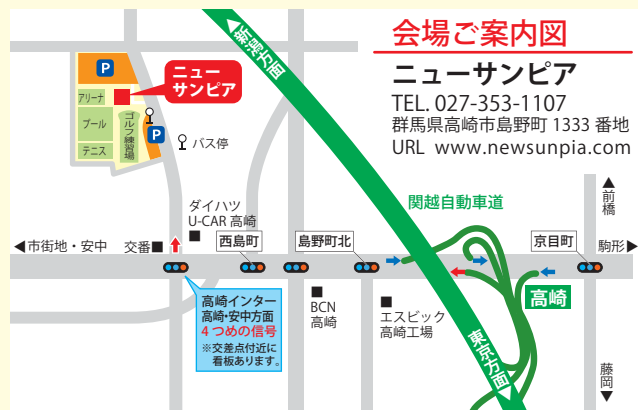 会場ご案内図
ニューサンピア
TEL. 027-353-1107
群馬県高崎市島野町 1333 番地
URL www.newsunpia.com
▲新潟方面
P
ニュー
サンピア
アリーナ
プール
ゴルフ練習場
P
テニス
バス停
関越自動車道
▲前橋
ダイハツ
U-CAR 高崎
◀市街地・安中
交番■
西島町
島野町北
京目町
駒形▶
高崎インター
高崎・安中方面
4 つめの信号
※交差点付近に
看板あります。
BCN
高崎
エスビック
高崎工場
高崎
東京方面▼
藤岡▼